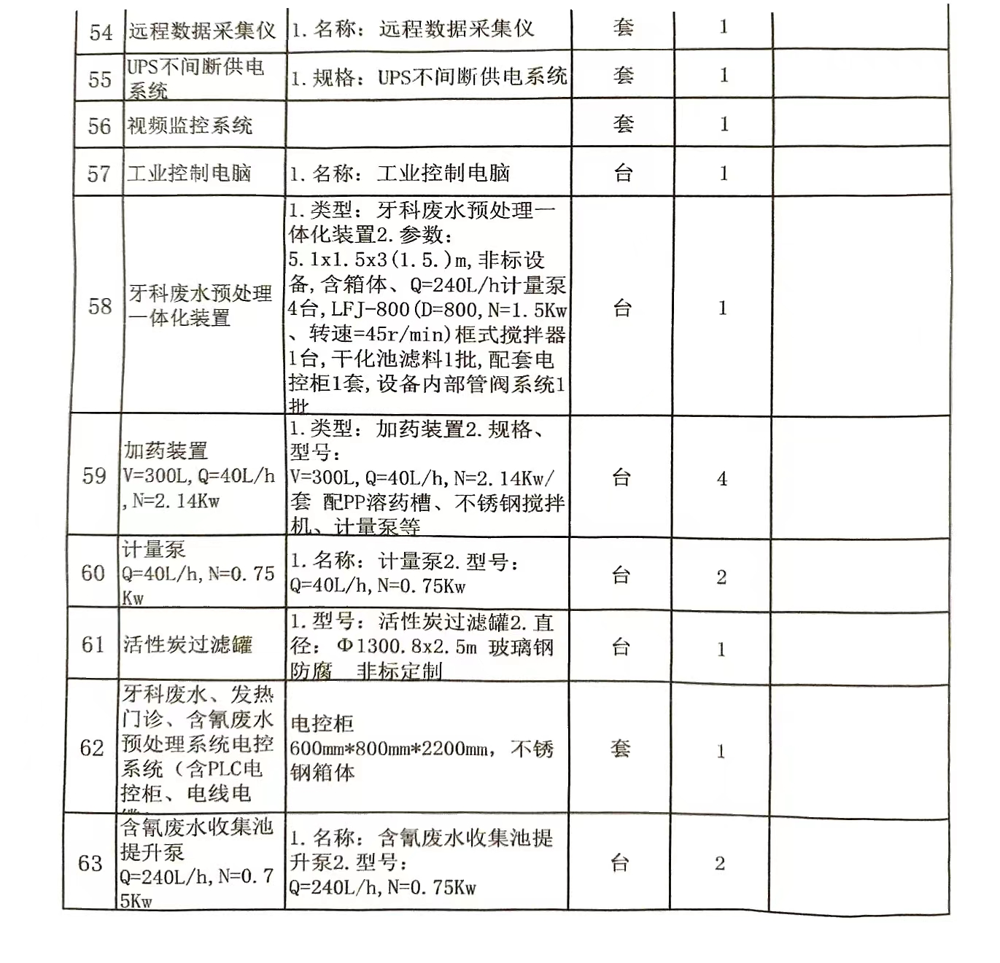 54
远程数据采集仪
1.名称：远程数据采集仪
套
1
55
UPS不间断供电
系统
1.规格：UPS不间断供电系统
套
1
56
视频监控系统
套
1
57
工业控制电脑
1.名称：工业控制电脑
台
1
58
牙科废水预处理
一体化装置
1.类型：牙科废水预处理一
体化装置2.参数：
5.1x1.5x3(1.5.)m,非标设
备,含箱体、Q=240L/h计量泵
4台,LFJ-800(D=800,N=1.5Kw
、转速=45r/min)框式搅拌器
1台,干化池滤料1批,配套电
控柜1套,设备内部管阀系统1
批
台
1
59
加药装置
V=300L,Q=40L/h
,N=2.14Kw
1.类型：加药装置2.规格、
型号：
V=300L,Q=40L/h,N=2.14Kw/
套 配PP溶药槽、不锈钢搅拌
机、计量泵等
台
4
60
计量泵
Q=40L/h,N=0.75
Kw
1.名称：计量泵2.型号：
Q=40L/h,N=0.75Kw
台
2
61
活性炭过滤罐
1.型号：活性炭过滤罐2.直
径：Φ1300.8x2.5m 玻璃钢
防腐 非标定制
台
1
62
牙科废水、发热
门诊、含氰废水
预处理系统电控
系统（含PLC电
控柜、电线电
电控柜
600mm*800mm*2200mm，不锈
钢箱体
套
1
63
含氰废水收集池
提升泵
Q=240L/h,N=0.7
5Kw
1.名称：含氰废水收集池提
升泵2.型号：
Q=240L/h,N=0.75Kw
台
2